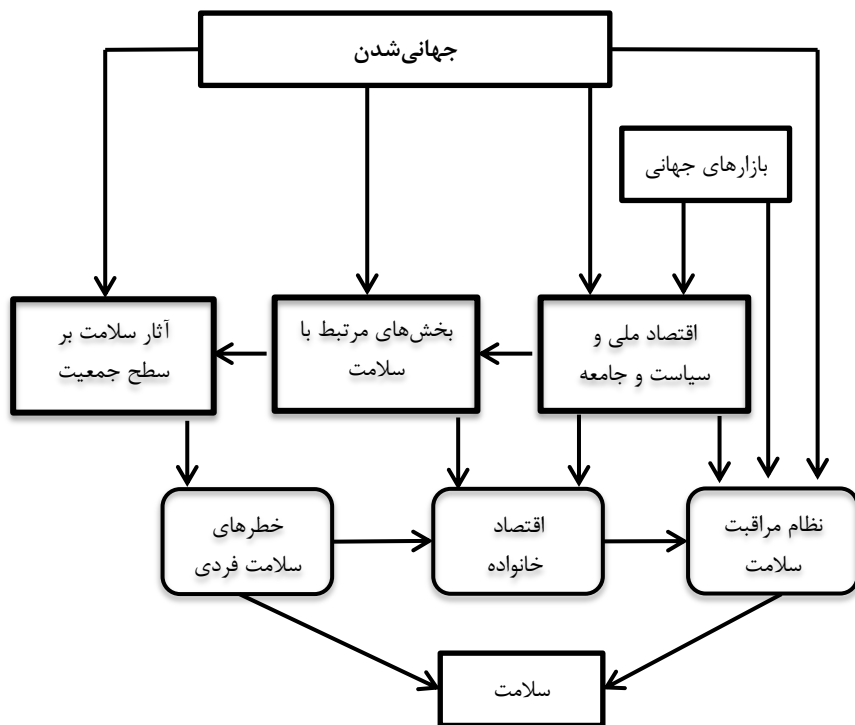 جهانی‌شدن
بازارهای جهانی
اقتصاد ملی و
سیاست و جامعه
بخش‌های مرتبط با
سلامت
آثار سلامت بر
سطح جمعیت
نظام مراقبت
سلامت
اقتصاد
خانواده
خطرهای
سلامت فردی
سلامت